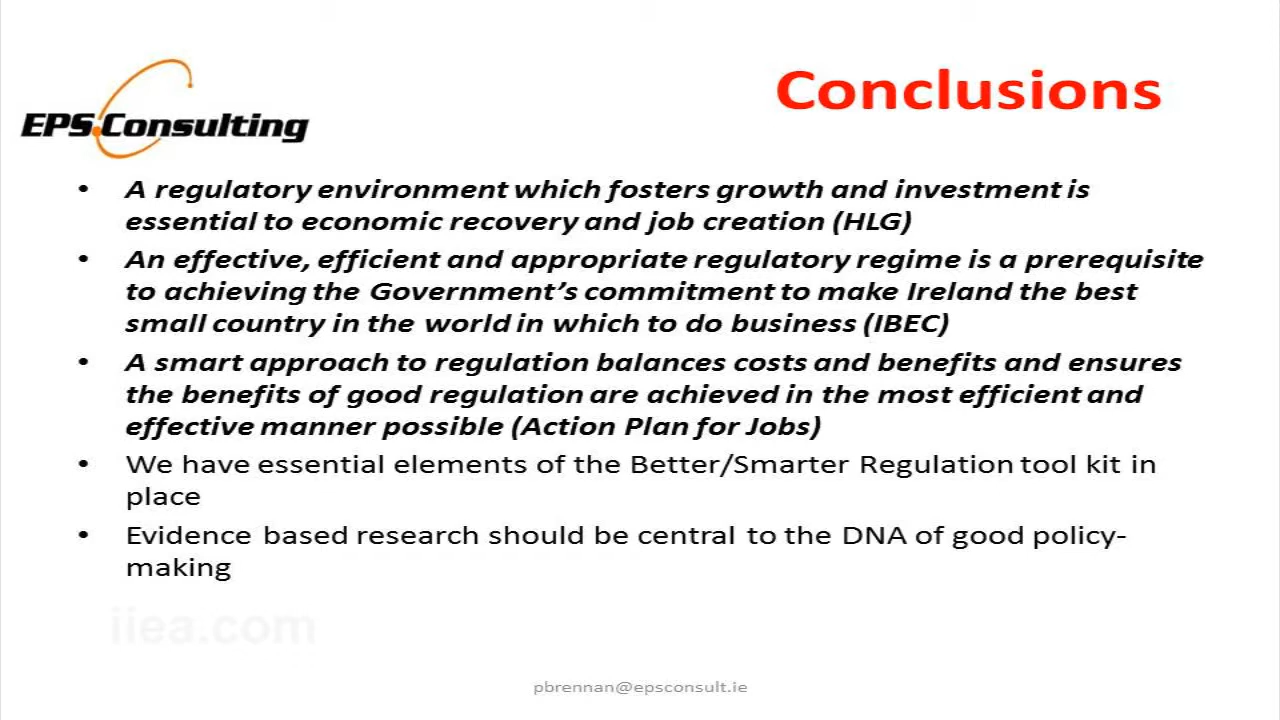 Conclusions
EPS Consulting
• A regulatory environment which fosters growth and investment is
essential to economic recovery and job creation (HLG)
• An effective, efficient and appropriate regulatory regime is a prerequisite
to achieving the Government’s commitment to make Ireland the best
small country in the world in which to do business (IBEC)
• A smart approach to regulation balances costs and benefits and ensures
the benefits of good regulation are achieved in the most efficient and
effective manner possible (Action Plan for Jobs)
• We have essential elements of the Better/Smarter Regulation tool kit in
place
• Evidence based research should be central to the DNA of good policy-
making
iiea.com
pbrennan@epsconsult.ie